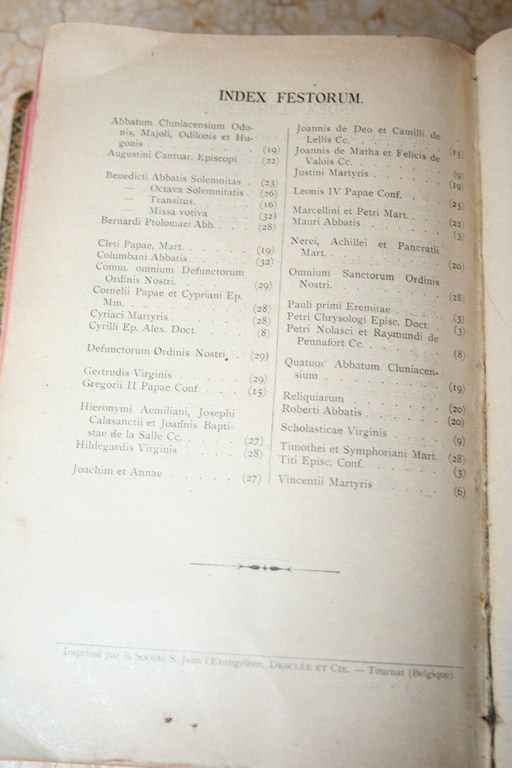 INDEX FESTORUM.
Abbatum Cluniacensium Odo-
nis, Majoli, Odilonis et Hu-
gonis . . . (19)
Augustini Cantuar. Episcopi . (22)
Benedicti Abbatis Solemnitas . (23)
— Octava Solemnitatis . (26)
— Transitus . . . (16)
— Missa votiva . . . (32)
Bernardi Ptolomæi Abb. . . (28)
Cleti Papae, Mart. . . . (19)
Columbani Abbatis . . . (32)
Comm. omnium Defunctorum
Ordinis Nostri. . . . (29)
Cornelii Papae et Cypriani Ep.
Mm. . . . (28)
Cyriaci Martyris . . . (28)
Cyrilli Ep. Alex. Doct. . . . (8)
Defunctorum Ordinis Nostri . (29)
Gertrudis Virginis . . . (29)
Gregorii II Papae Conf. . . . (15)
Hieronymi Aemiliani, Josephi
Calasanctii et Joannis Bapti-
stae de la Salle Cc. . . . (27)
Hildegardis Virginis . . . (28)
Joachim et Annae . . . (27)
Joannis de Deo et Camilli de
Lellis Cc. . . . (15)
Joannis de Matha et Felicis de
Valois Cc. . . . (9)
Justini Martyris . . . (19)
Leonis IV Papae Conf. . . . (25)
Marcellini et Petri Mart. . . . (22)
Mauri Abbatis . . . (3)
Nerei, Achillei et Pancratii
Mart. . . . (20)
Omnium Sanctorum Ordinis
Nostri. . . . (28)
Pauli primi Eremitae . . . (3)
Petri Chrysologi Episc. Doct. . (3)
Petri Nolasci et Raymundi de
Pennafort Cc. . . . (8)
Quatuor Abbatum Cluniacen-
sium . . . (19)
Reliquiarum . . . (20)
Roberti Abbatis . . . (20)
Scholasticae Virginis . . . (9)
Timothei et Symphoriani Mart. (28)
Titi Episc. Conf. . . . (3)
Vincentii Martyris . . . (6)
Imprimé par la Société S. Jean l'Evangéliste, DESCLÉE ET CIE. — Tournai (Belgique).